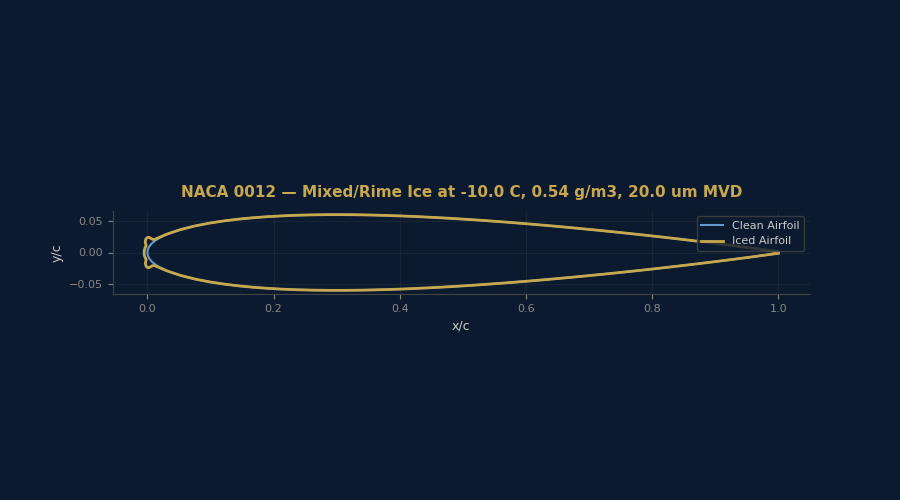 NACA 0012 — Mixed/Rime Ice at -10.0 C, 0.54 g/m3, 20.0 um MVD
Clean Airfoil
Iced Airfoil
y/c
0.05
0.00
−0.05
0.0 0.2 0.4 0.6 0.8 1.0
x/c